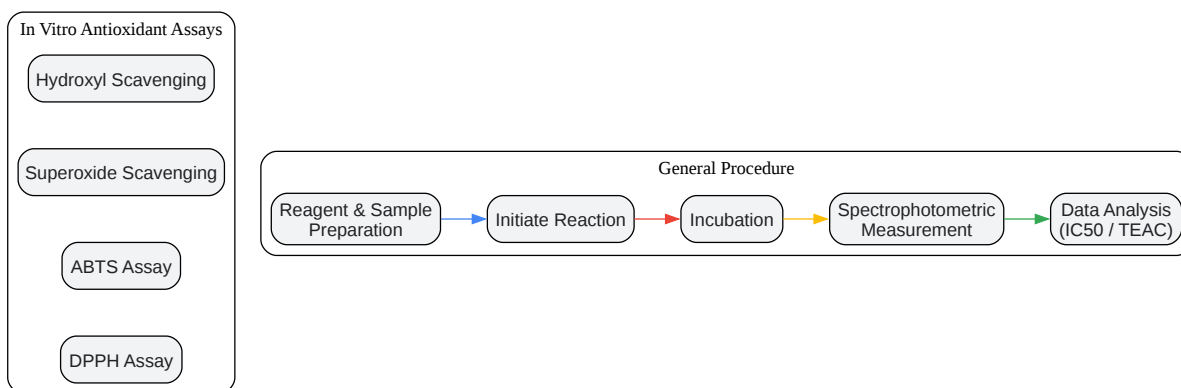 In Vitro Antioxidant Assays
Hydroxyl Scavenging
Superoxide Scavenging
ABTS Assay
DPPH Assay
General Procedure
Reagent & Sample
Preparation
Initiate Reaction
Incubation
Spectrophotometric
Measurement
Data Analysis
(IC50 / TEAC)